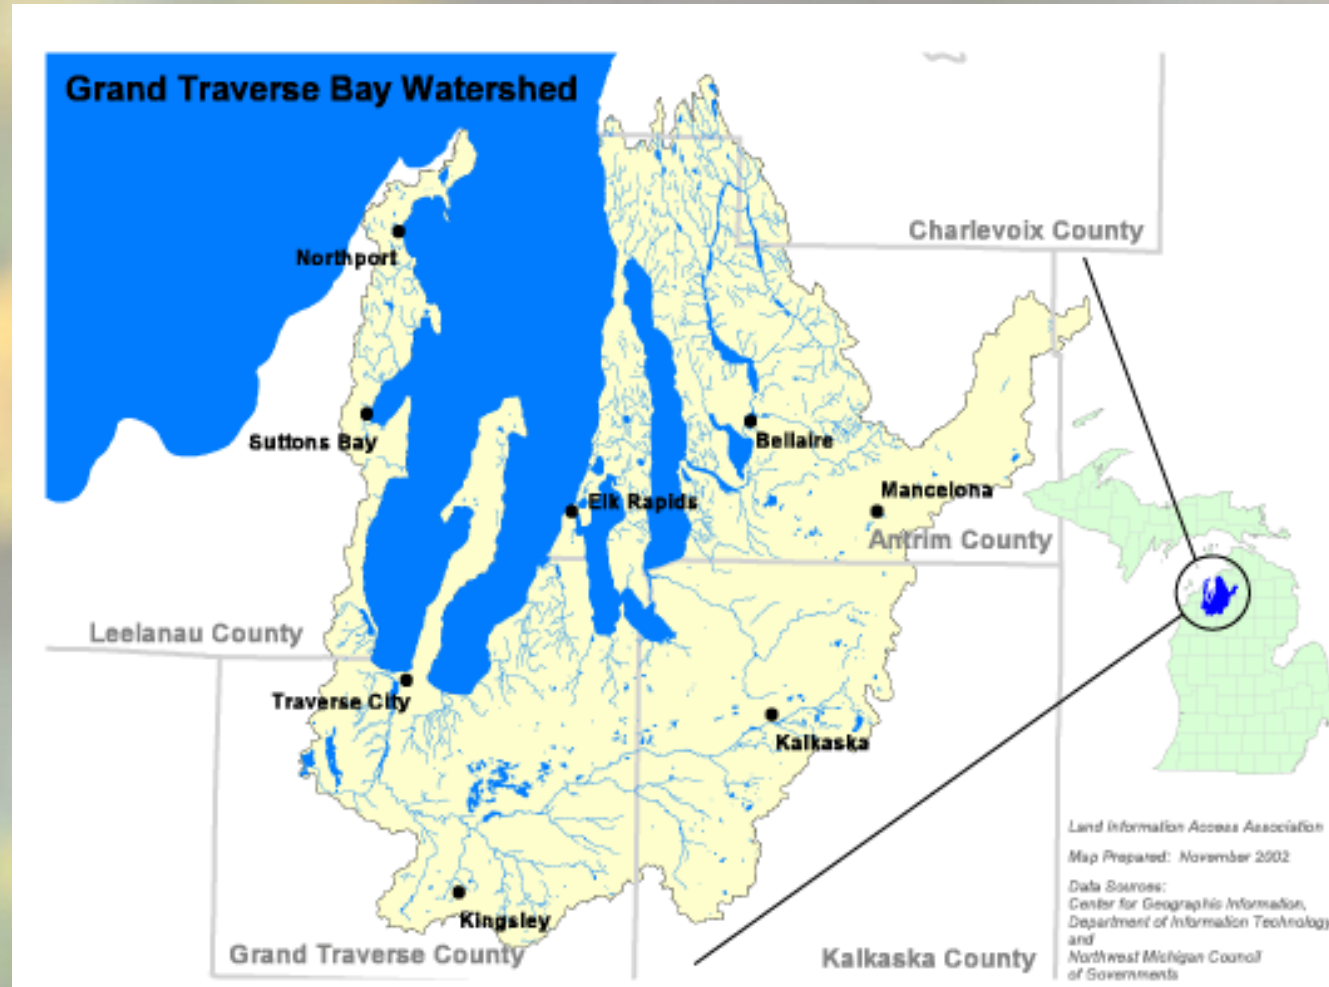 Grand Traverse Bay Watershed
Charlevoix County
Northport
Suttons Bay
Bellaire
Elk Rapids
Mancelona
Antrim County
Leelanau County
Traverse City
Kalkaska
Kingsley
Grand Traverse County
Kalkaska County
Land Information Access Association
Map Prepared: November 2002
Data Sources:
Center for Geographic Information,
Department of Information Technology
and
Northwest Michigan Council
of Governments